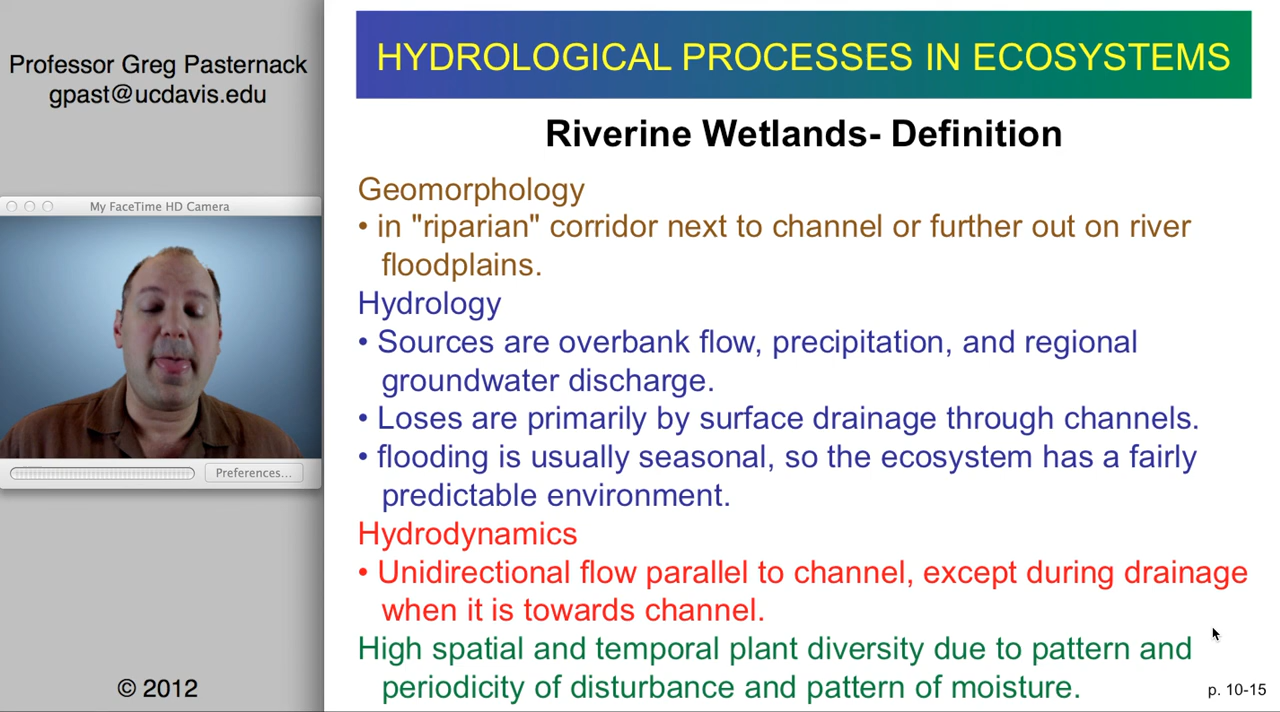 Professor Greg Pasternack
gpast@ucdavis.edu
My FaceTime HD Camera
Preferences...
© 2012
HYDROLOGICAL PROCESSES IN ECOSYSTEMS
Riverine Wetlands- Definition
Geomorphology
• in "riparian" corridor next to channel or further out on river
floodplains.
Hydrology
• Sources are overbank flow, precipitation, and regional
groundwater discharge.
• Loses are primarily by surface drainage through channels.
• flooding is usually seasonal, so the ecosystem has a fairly
predictable environment.
Hydrodynamics
• Unidirectional flow parallel to channel, except during drainage
when it is towards channel.
High spatial and temporal plant diversity due to pattern and
periodicity of disturbance and pattern of moisture.
p. 10-15